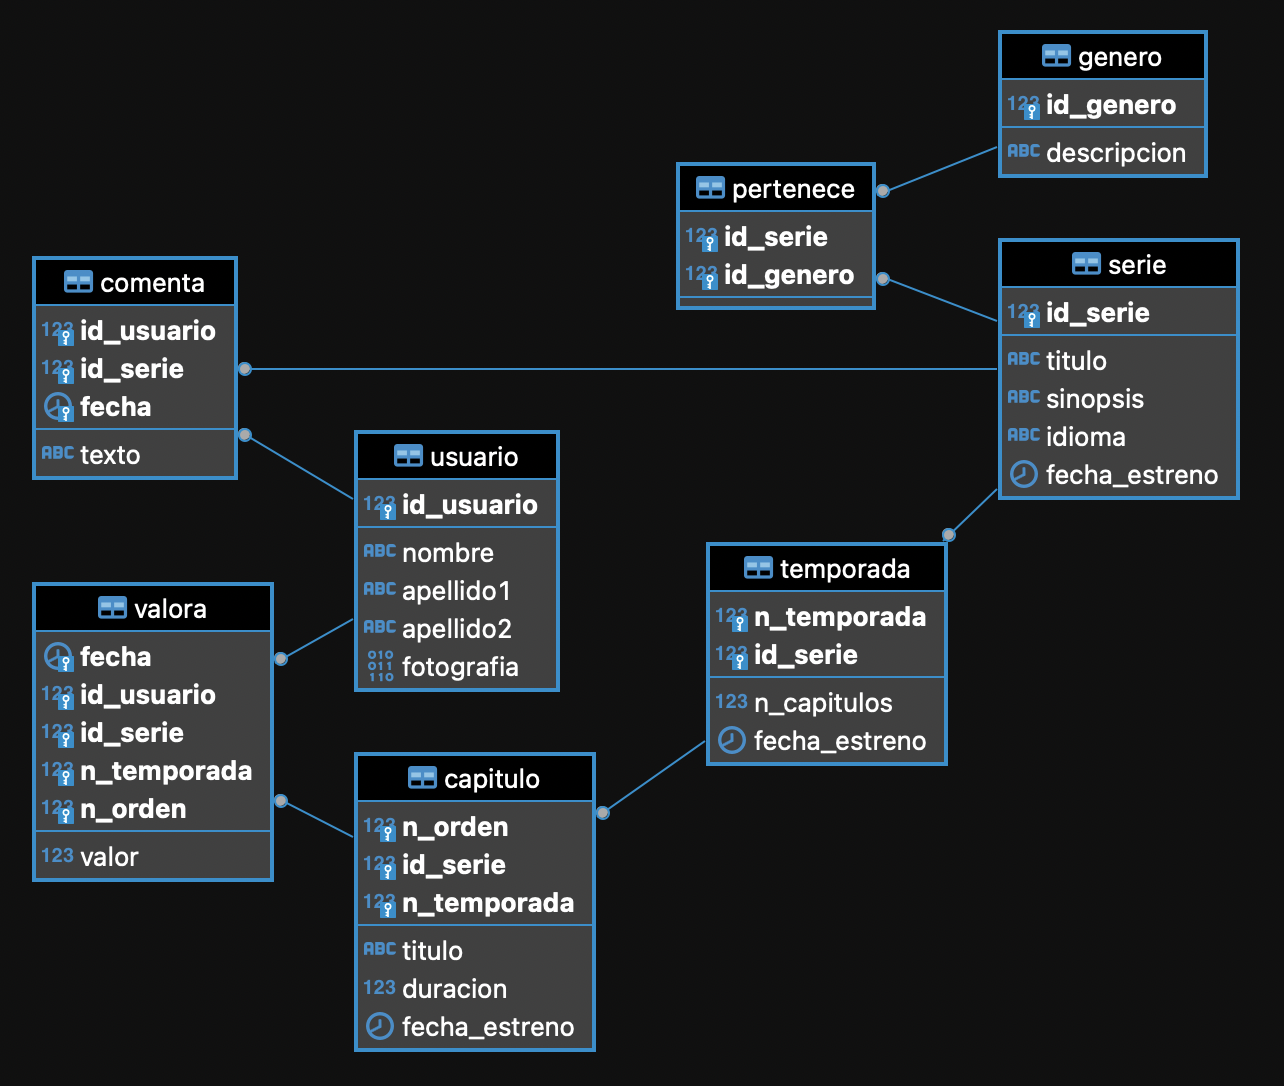 genero
123 id_genero
ABC descripcion
pertenece
123 id_serie
123 id_genero
serie
123 id_serie
ABC titulo
ABC sinopsis
ABC idioma
fecha_estreno
comenta
123 id_usuario
123 id_serie
fecha
ABC texto
usuario
123 id_usuario
ABC nombre
ABC apellido1
ABC apellido2
010 011 110 fotografia
temporada
123 n_temporada
123 id_serie
123 n_capitulos
fecha_estreno
valora
fecha
123 id_usuario
123 id_serie
123 n_temporada
123 n_orden
123 valor
capitulo
123 n_orden
123 id_serie
123 n_temporada
ABC titulo
123 duracion
fecha_estreno